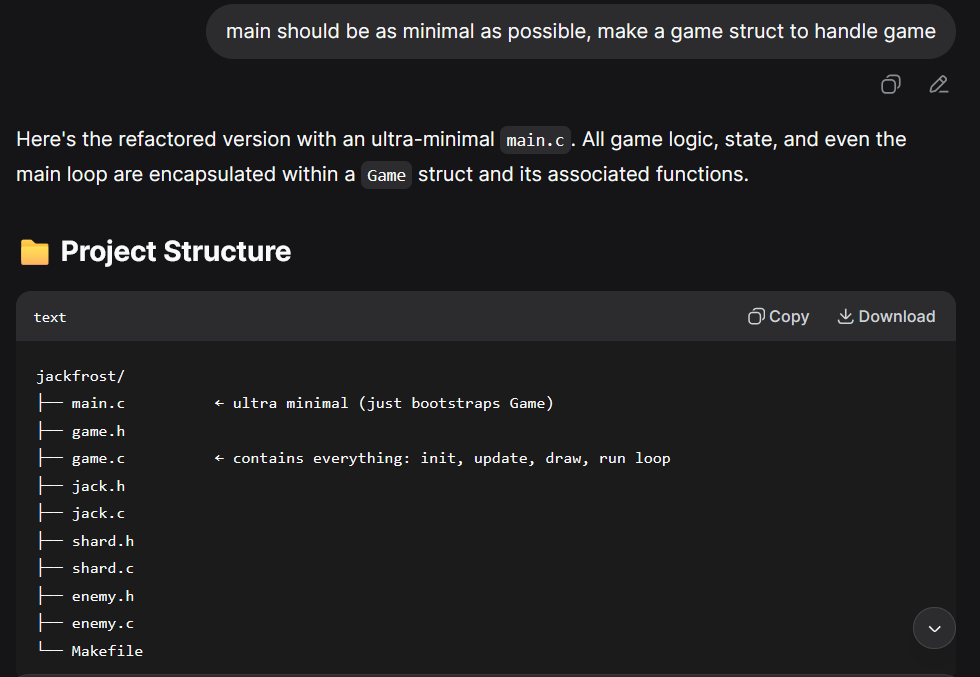 main should be as minimal as possible, make a game struct to handle game
Here's the refactored version with an ultra-minimal main.c. All game logic, state, and even the
main loop are encapsulated within a Game struct and its associated functions.
📁 Project Structure
text Copy Download
jackfrost/
├── main.c          ← ultra minimal (just bootstraps Game)
├── game.h
├── game.c          ← contains everything: init, update, draw, run loop
├── jack.h
├── jack.c
├── shard.h
├── shard.c
├── enemy.h
├── enemy.c
└── Makefile